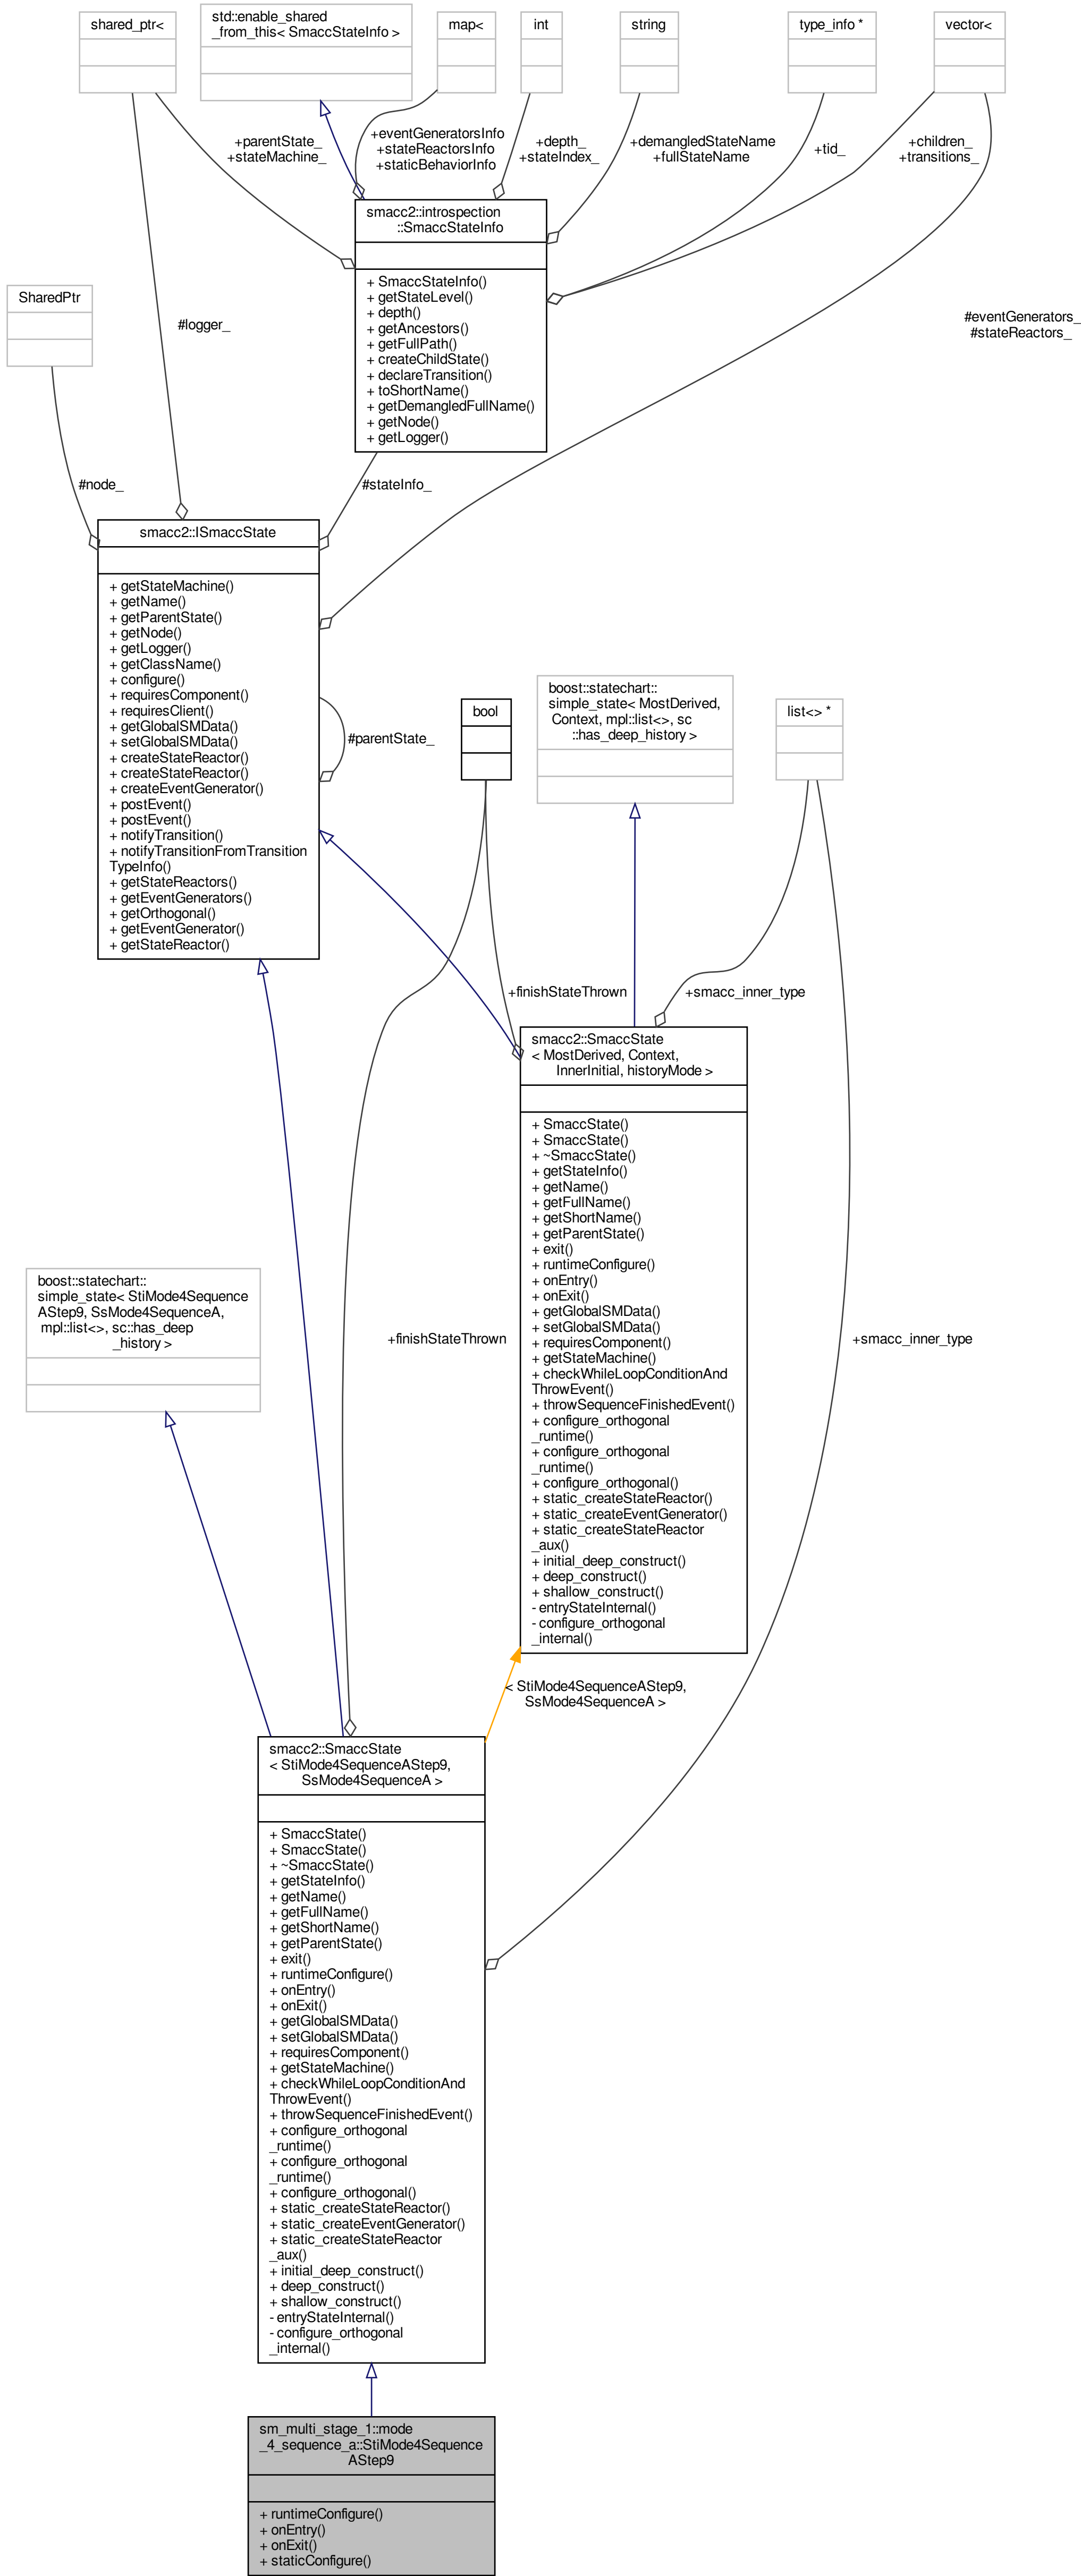 shared_ptr<
std::enable_shared
_from_this< SmaccStateInfo >
map<
int
string
type_info *
vector<
+parentState_
+stateMachine_
+eventGeneratorsInfo
+stateReactorsInfo
+staticBehaviorInfo
+depth_
+stateIndex_
+demangledStateName
+fullStateName
+tid_
+children_
+transitions_
smacc2::introspection
::SmaccStateInfo
+ SmaccStateInfo()
+ getStateLevel()
+ depth()
+ getAncestors()
+ getFullPath()
+ createChildState()
+ declareTransition()
+ toShortName()
+ getDemangledFullName()
+ getNode()
+ getLogger()
SharedPtr
#logger_
#eventGenerators_
#stateReactors_
#node_
#stateInfo_
smacc2::ISmaccState
+ getStateMachine()
+ getName()
+ getParentState()
+ getNode()
+ getLogger()
+ getClassName()
+ configure()
+ requiresComponent()
+ requiresClient()
+ getGlobalSMData()
+ setGlobalSMData()
+ createStateReactor()
+ createStateReactor()
+ createEventGenerator()
+ postEvent()
+ postEvent()
+ notifyTransition()
+ notifyTransitionFromTransition
TypeInfo()
+ getStateReactors()
+ getEventGenerators()
+ getOrthogonal()
+ getEventGenerator()
+ getStateReactor()
#parentState_
bool
boost::statechart::
simple_state< MostDerived,
Context, mpl::list<>, sc
::has_deep_history >
list<> *
+finishStateThrown
+smacc_inner_type
smacc2::SmaccState
< MostDerived, Context,
InnerInitial, historyMode >
+ SmaccState()
+ SmaccState()
+ ~SmaccState()
+ getStateInfo()
+ getName()
+ getFullName()
+ getShortName()
+ getParentState()
+ exit()
+ runtimeConfigure()
+ onEntry()
+ onExit()
+ getGlobalSMData()
+ setGlobalSMData()
+ requiresComponent()
+ getStateMachine()
+ checkWhileLoopConditionAnd
ThrowEvent()
+ throwSequenceFinishedEvent()
+ configure_orthogonal
_runtime()
+ configure_orthogonal
_runtime()
+ configure_orthogonal()
+ static_createStateReactor()
+ static_createEventGenerator()
+ static_createStateReactor
_aux()
+ initial_deep_construct()
+ deep_construct()
+ shallow_construct()
- entryStateInternal()
- configure_orthogonal
_internal()
boost::statechart::
simple_state< StiMode4Sequence
AStep9, SsMode4SequenceA,
mpl::list<>, sc::has_deep
_history >
+finishStateThrown
+smacc_inner_type
< StiMode4SequenceAStep9,
SsMode4SequenceA >
smacc2::SmaccState
< StiMode4SequenceAStep9,
SsMode4SequenceA >
+ SmaccState()
+ SmaccState()
+ ~SmaccState()
+ getStateInfo()
+ getName()
+ getFullName()
+ getShortName()
+ getParentState()
+ exit()
+ runtimeConfigure()
+ onEntry()
+ onExit()
+ getGlobalSMData()
+ setGlobalSMData()
+ requiresComponent()
+ getStateMachine()
+ checkWhileLoopConditionAnd
ThrowEvent()
+ throwSequenceFinishedEvent()
+ configure_orthogonal
_runtime()
+ configure_orthogonal
_runtime()
+ configure_orthogonal()
+ static_createStateReactor()
+ static_createEventGenerator()
+ static_createStateReactor
_aux()
+ initial_deep_construct()
+ deep_construct()
+ shallow_construct()
- entryStateInternal()
- configure_orthogonal
_internal()
sm_multi_stage_1::mode
_4_sequence_a::StiMode4Sequence
AStep9
+ runtimeConfigure()
+ onEntry()
+ onExit()
+ staticConfigure()